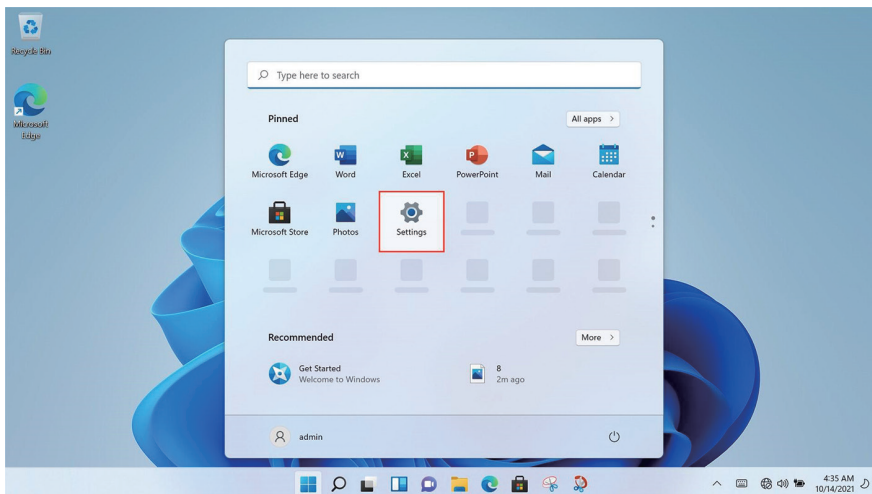 Recycle Bin
Microsoft
Edge
Type here to search
Pinned
All apps >
Microsoft Edge
Word
Excel
PowerPoint
Mail
Calendar
Microsoft Store
Photos
Settings
Recommended
More >
Get Started
Welcome to Windows
8
2m ago
admin
4:35 AM
10/14/2021